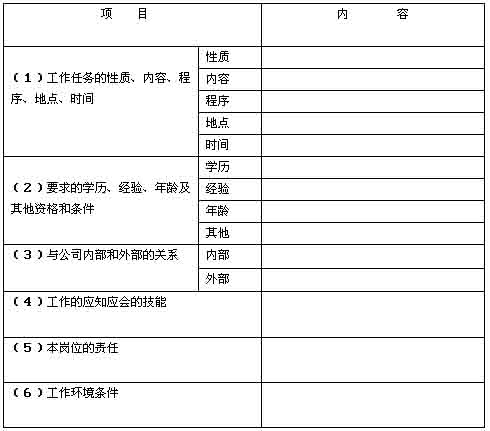 项 目 内 容
性质
(1)工作任务的性质、内容、程 内容
序、地点、时间 程序
地点
时间
学历
(2)要求的学历、经验、年龄及 经验
其他资格和条件 年龄
其他
(3)与公司内部和外部的关系 内部
外部
(4)工作的应知应会的技能
(5)本岗位的责任
(6)工作环境条件